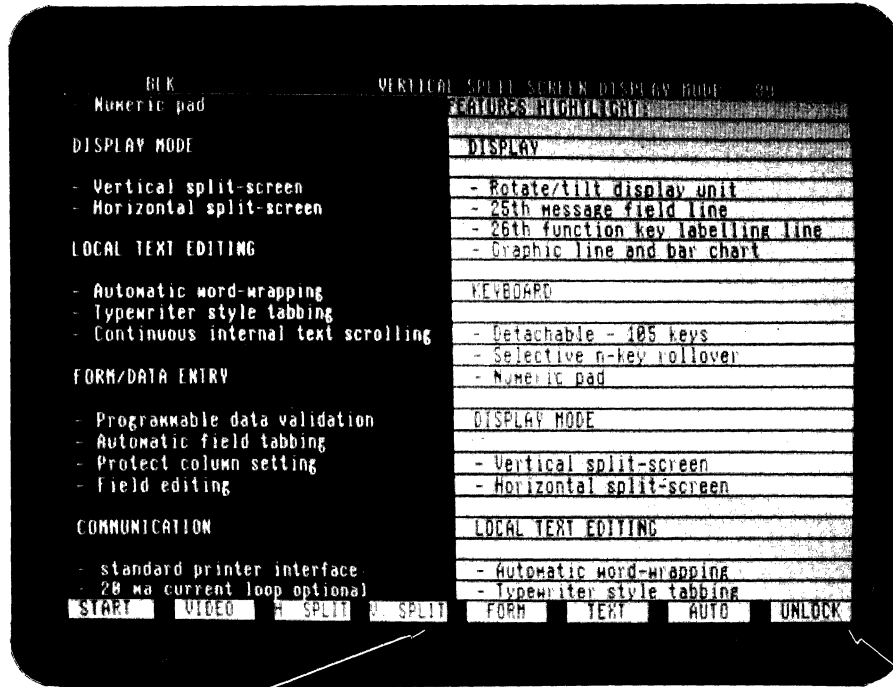 BLK VERTICAL SPLIT SCREEN DISPLAY MODE
- Numeric pad
DISPLAY MODE
- Vertical split-screen
- Horizontal split-screen
LOCAL TEXT EDITING
- Automatic word-wrapping
- Typewriter style tabbing
- Continuous internal text scrolling
FORM/DATA ENTRY
- Programmable data validation
- Automatic field tabbing
- Protect column setting
- Field editing
COMMUNICATION
- standard printer interface
- 20 ma current loop optional
FEATURES HIGHTLIGHT:
DISPLAY
- Rotate/tilt display unit
- 25th message field line
- 26th function key labelling line
- Graphic line and bar chart
KEYBOARD
- Detachable - 105 keys
- Selective n-key rollover
- Numeric pad
DISPLAY MODE
- Vertical split-screen
- Horizontal split-screen
LOCAL TEXT EDITING
- Automatic word-wrapping
- Typewriter style tabbing
START VIDEO H SPLIT V. SPLIT FORM TEXT AUTO UNLOCK